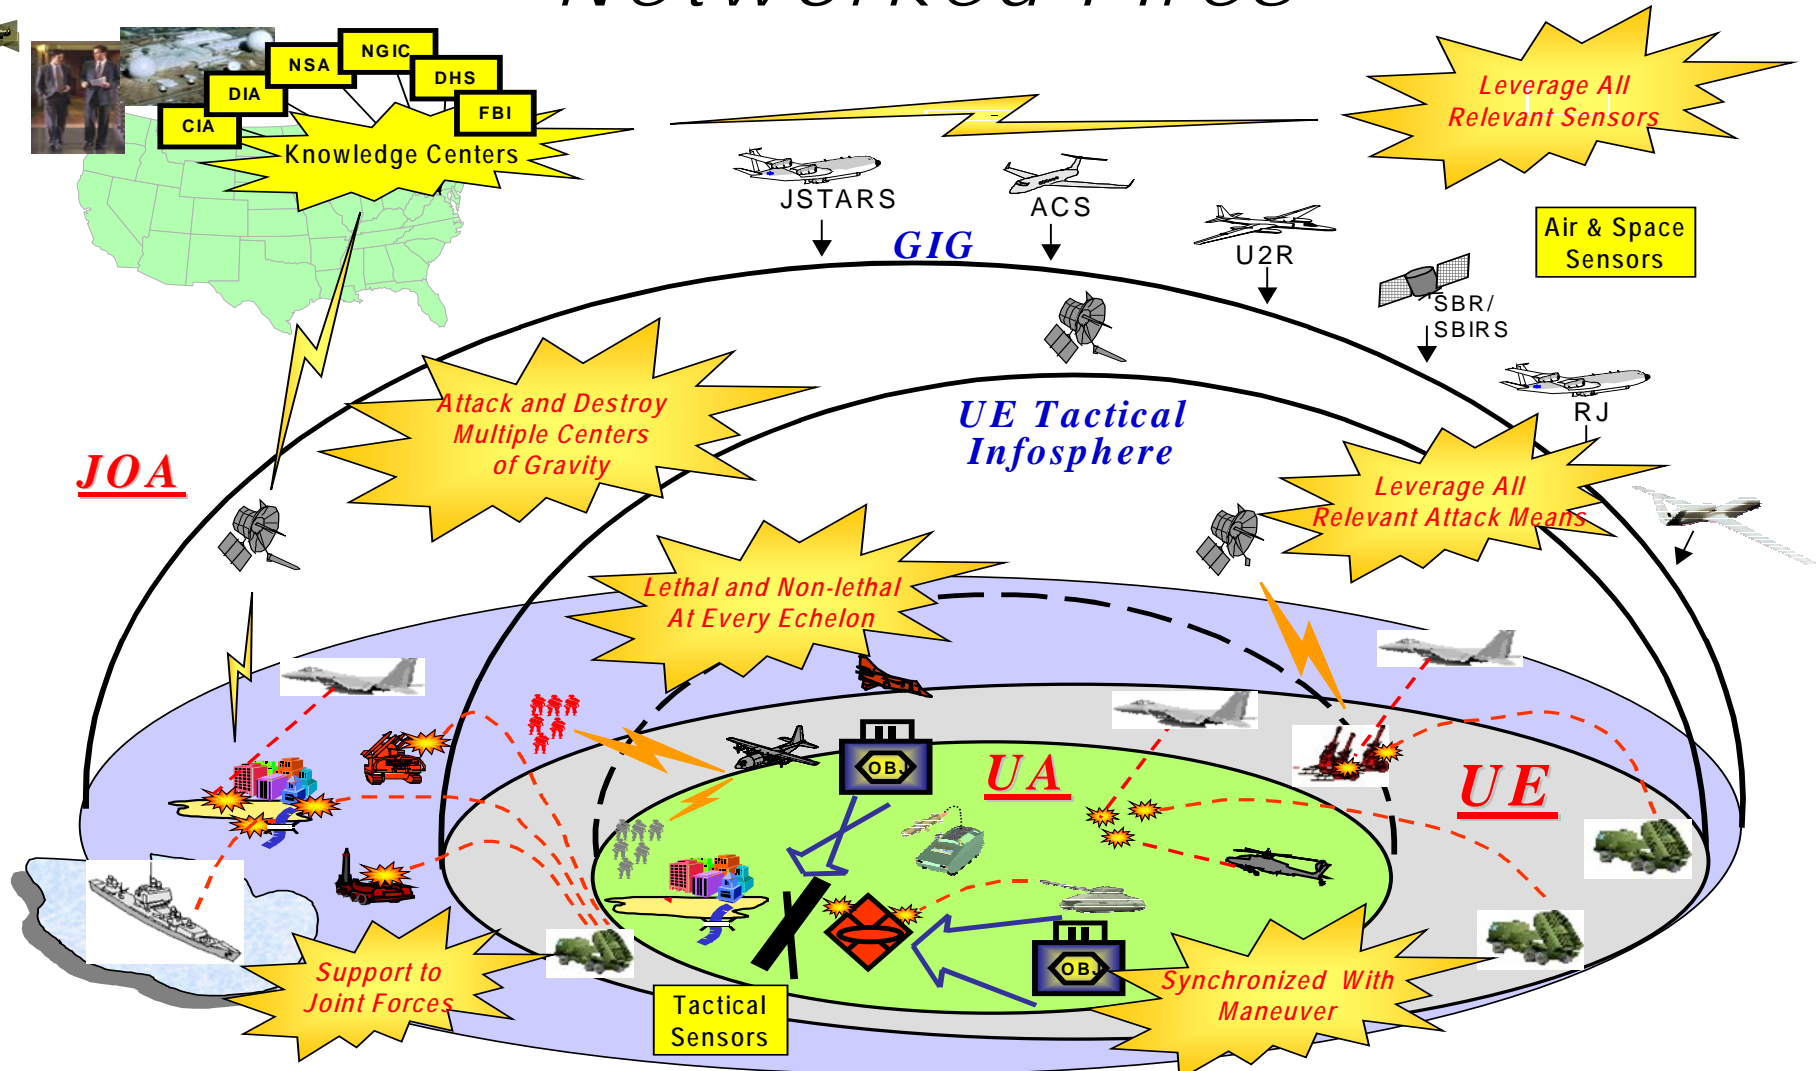 Networked Fires
NGIC
NSA
DHS
DIA
FBI
CIA
Knowledge Centers
Leverage All
Relevant Sensors
JSTARS
ACS
U2R
SBR/
SBIRS
RJ
Air & Space
Sensors
GIG
UE Tactical
Infosphere
Attack and Destroy
Multiple Centers
of Gravity
JOA
Leverage All
Relevant Attack Means
Lethal and Non-lethal
At Every Echelon
OBJ
UA
UE
OBJ
Support to
Joint Forces
Tactical
Sensors
Synchronized With
Maneuver